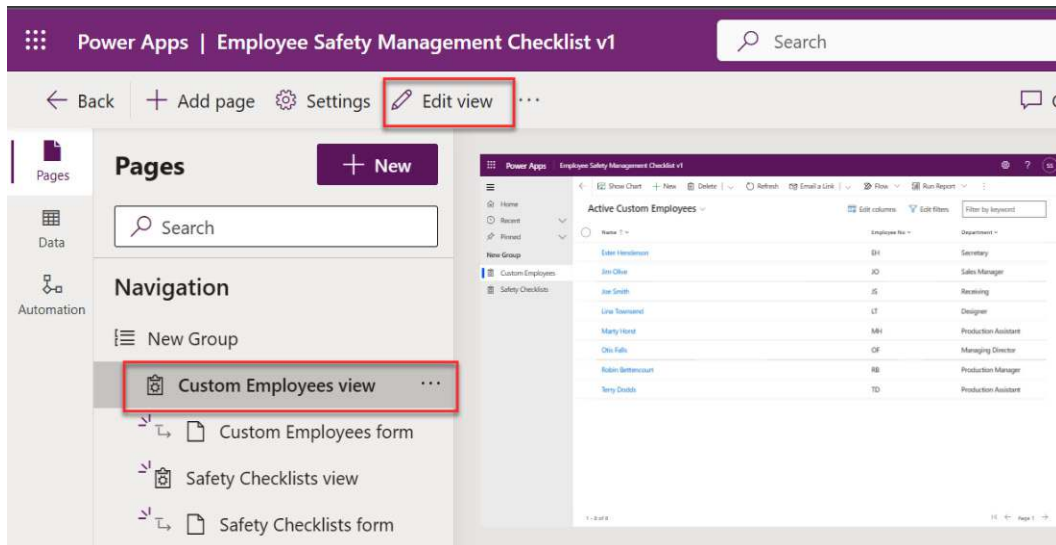 Power Apps | Employee Safety Management Checklist v1
Search
Back
Add page
Settings
Edit view
...
Pages
Data
Automation
Pages
New
Search
Navigation
New Group
Custom Employees view
...
Custom Employees form
Safety Checklists view
Safety Checklists form
Power Apps | Employee Safety Management Checklist v1
?
Show Chart
New
Delete
Refresh
Email a Link
Flow
Run Report
Home
Recent
Pinned
New Group
Custom Employees
Safety Checklists
Active Custom Employees
Edit columns
Edit filters
Filter by keyword
Name Employee No Department
Jim Olive JO Sales Manager
Joe Smith JS Receiving
Lina Townsend LT Designer
Marty Horst MH Production Assistant
Otis Falls OF Managing Director
Robin Bettencourt RB Production Manager
Terry Dodds TD Production Assistant
EH Secretary
Page 1